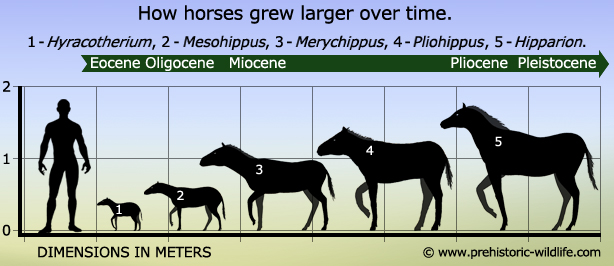 How horses grew larger over time.
1 - Hyracotherium, 2 - Mesohippus, 3 - Merychippus, 4 - Pliohippus, 5 - Hipparion.
Eocene Oligocene Miocene Pliocene Pleistocene
2
1
0
1
2
3
4
5
DIMENSIONS IN METERS
© www.prehistoric-wildlife.com